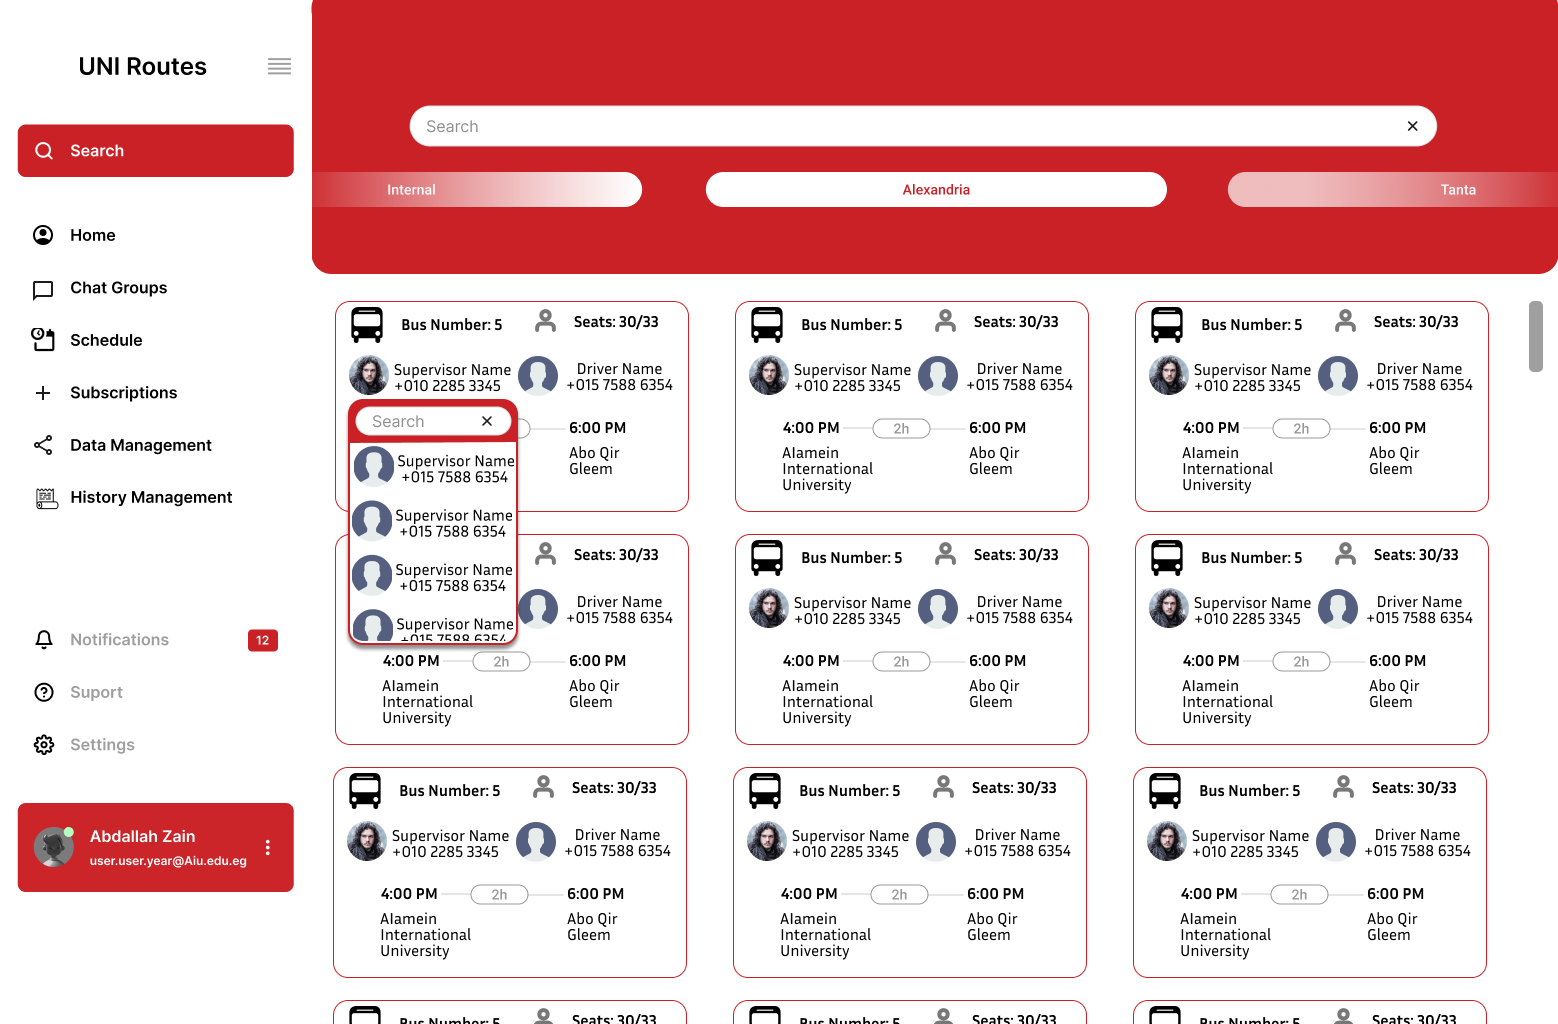 UNI Routes
Search
Home
Chat Groups
Schedule
Subscriptions
Data Management
History Management
Notifications
12
Suport
Settings
Abdallah Zain
user.user.year@Aiu.edu.eg
Search
Internal
Alexandria
Tanta
Bus Number: 5
Seats: 30/33
Supervisor Name
+010 2285 3345
Driver Name
+015 7588 6354
6:00 PM
Abo Qir
Gleem
Search
Supervisor Name
+015 7588 6354
Supervisor Name
+015 7588 6354
Supervisor Name
+015 7588 6354
Supervisor Name
+015 7588 6354
Bus Number: 5
Seats: 30/33
Supervisor Name
+010 2285 3345
Driver Name
+015 7588 6354
4:00 PM
2h
6:00 PM
Alamein
International
University
Abo Qir
Gleem
Bus Number: 5
Seats: 30/33
Supervisor Name
+010 2285 3345
Driver Name
+015 7588 6354
4:00 PM
2h
6:00 PM
Alamein
International
University
Abo Qir
Gleem
Seats: 30/33
Driver Name
+015 7588 6354
4:00 PM
2h
6:00 PM
Alamein
International
University
Abo Qir
Gleem
Bus Number: 5
Seats: 30/33
Supervisor Name
+010 2285 3345
Driver Name
+015 7588 6354
4:00 PM
2h
6:00 PM
Alamein
International
University
Abo Qir
Gleem
Bus Number: 5
Seats: 30/33
Supervisor Name
+010 2285 3345
Driver Name
+015 7588 6354
4:00 PM
2h
6:00 PM
Alamein
International
University
Abo Qir
Gleem
Bus Number: 5
Seats: 30/33
Supervisor Name
+010 2285 3345
Driver Name
+015 7588 6354
4:00 PM
2h
6:00 PM
Alamein
International
University
Abo Qir
Gleem
Bus Number: 5
Seats: 30/33
Supervisor Name
+010 2285 3345
Driver Name
+015 7588 6354
4:00 PM
2h
6:00 PM
Alamein
International
University
Abo Qir
Gleem
Bus Number: 5
Seats: 30/33
Supervisor Name
+010 2285 3345
Driver Name
+015 7588 6354
4:00 PM
2h
6:00 PM
Alamein
International
University
Abo Qir
Gleem
Bus Number: 5
Seats: 30/33
Bus Number: 5
Seats: 30/33
Bus Number: 5
Seats: 30/33